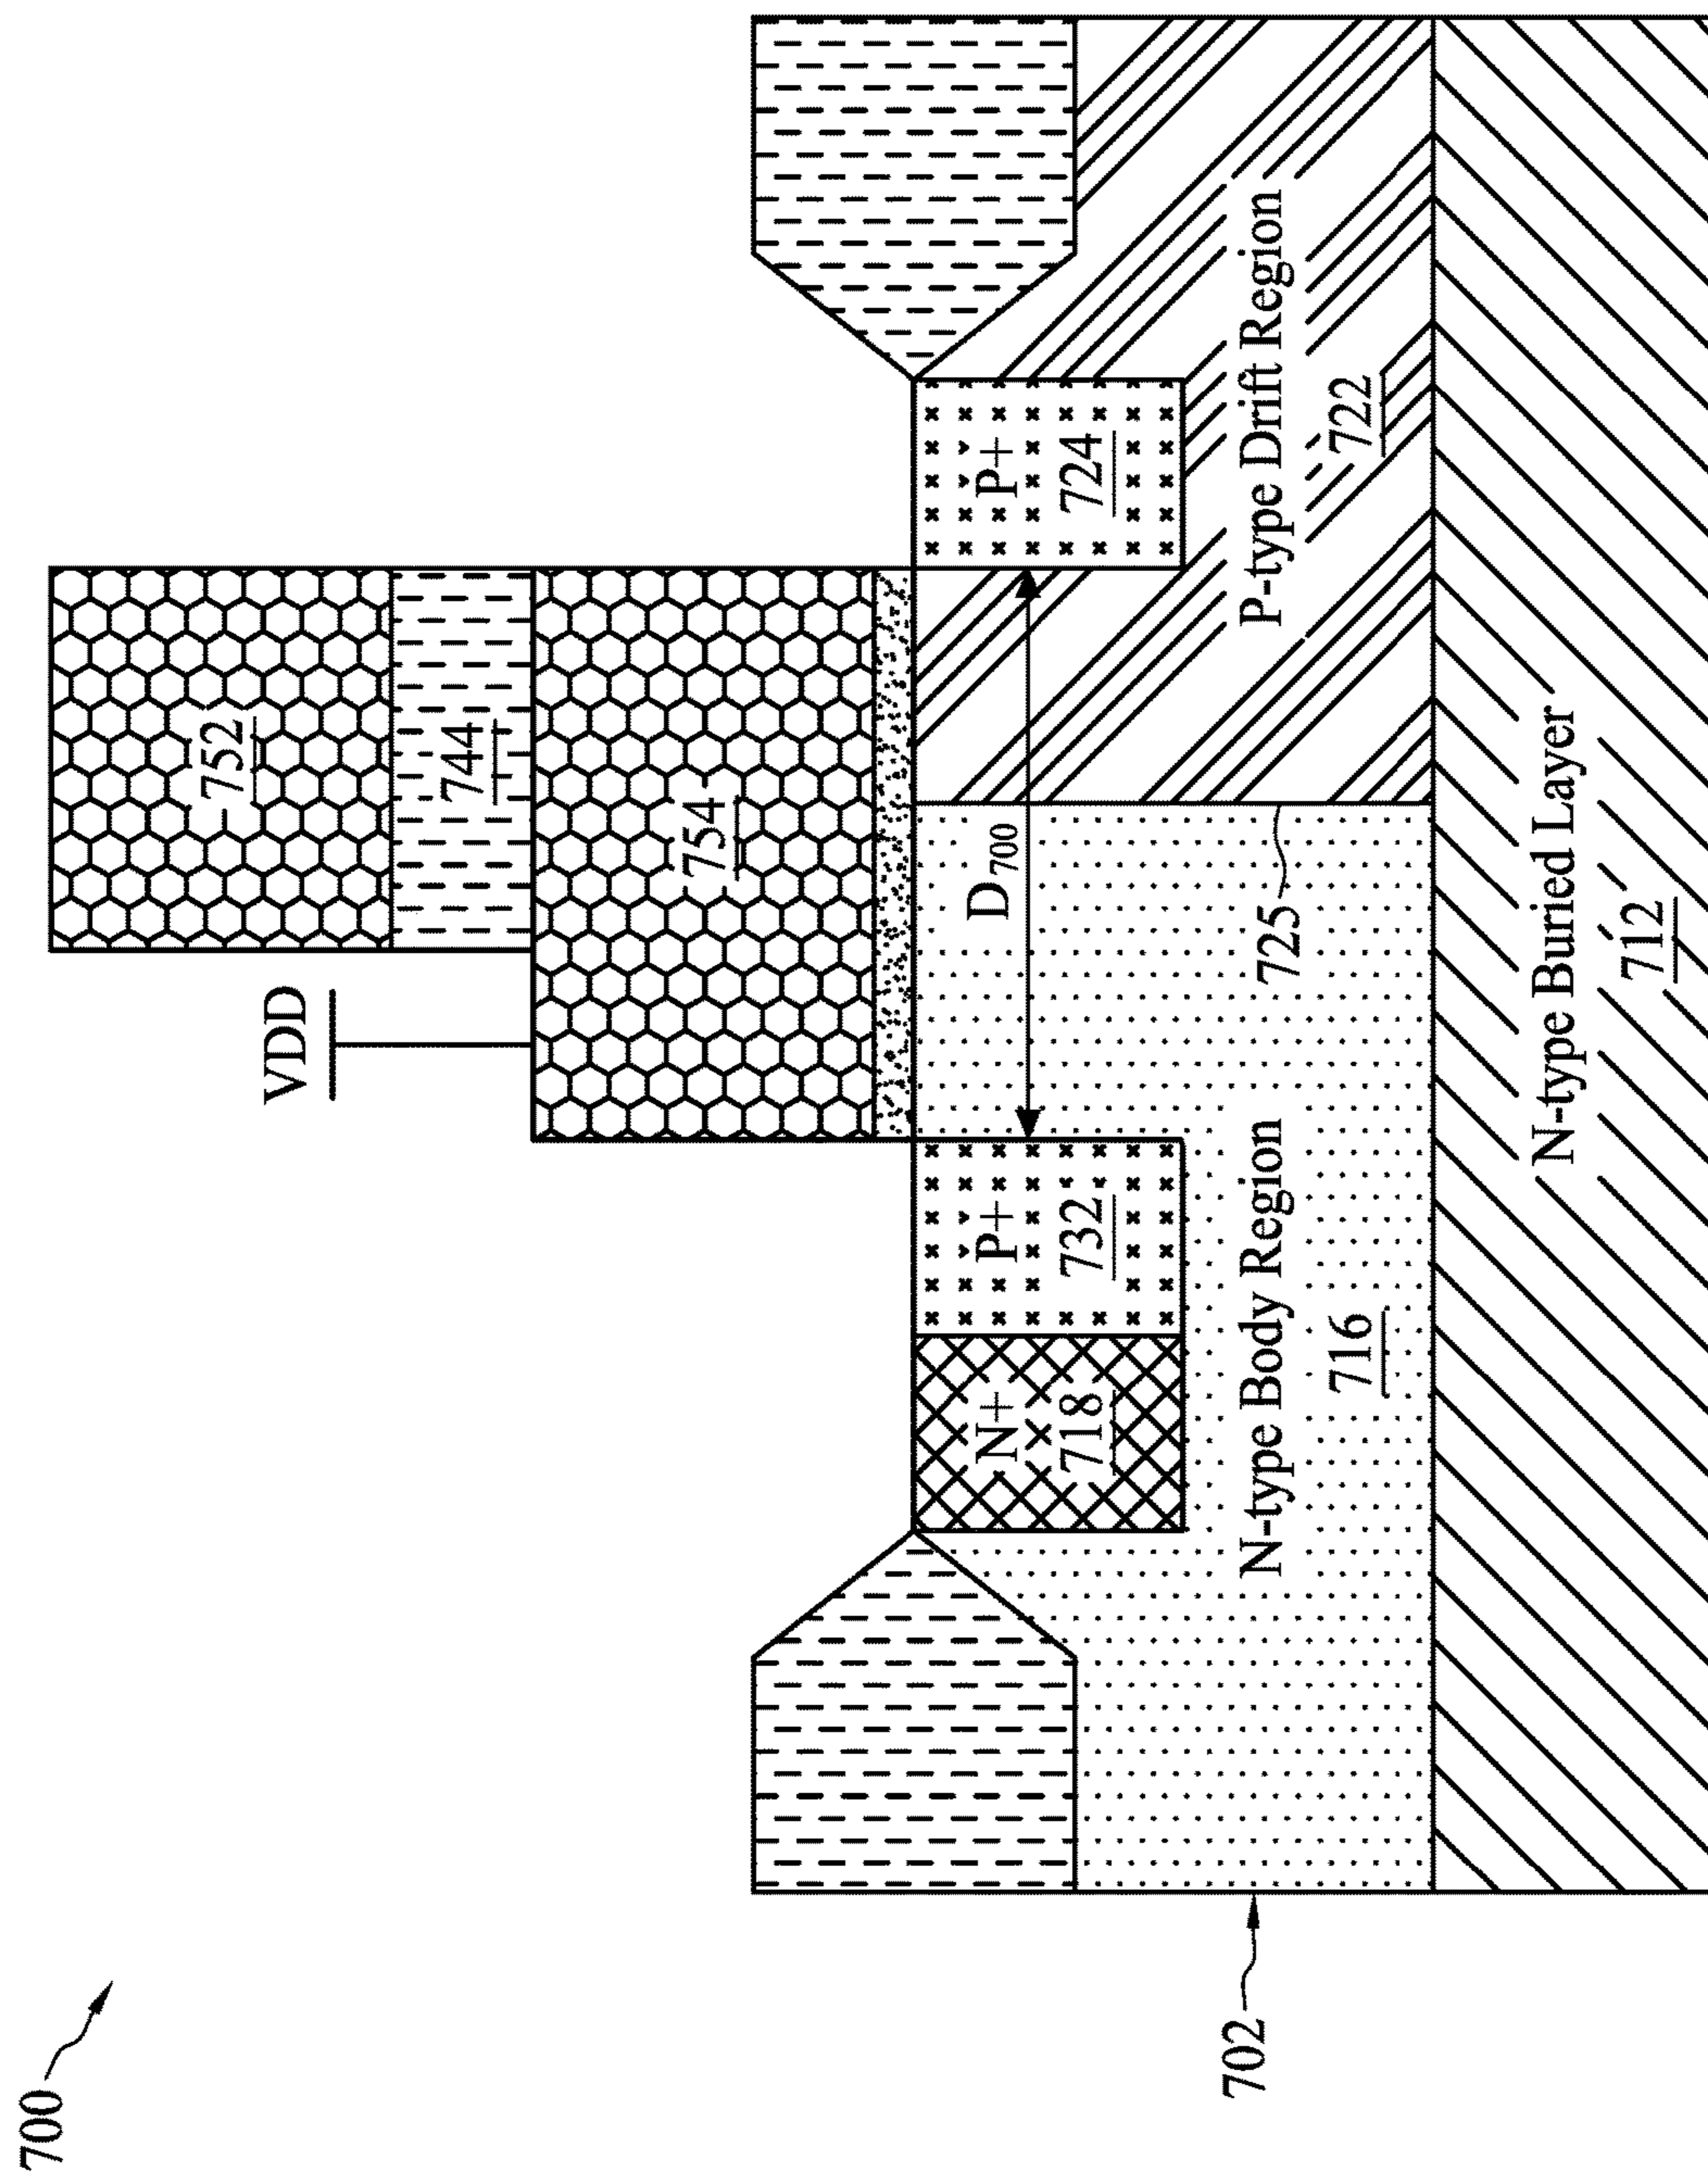 700
VDD
752
744
754
D700
N+
718
P+
732
P+
724
725
702
N-type Body Region
716
P-type Drift Region
722
N-type Buried Layer
712